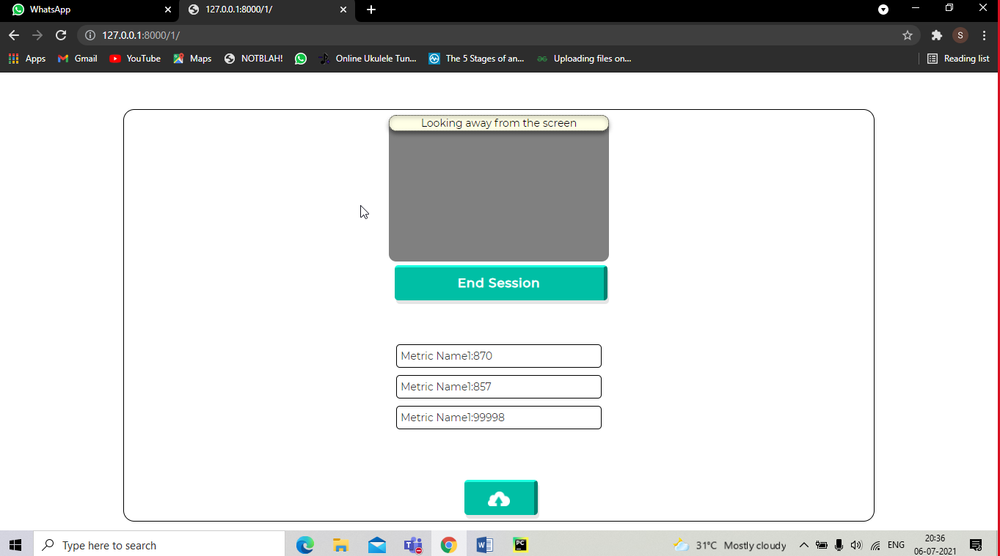 WhatsApp
127.0.0.1:8000/1/
127.0.0.1:8000/1/
S
Apps
Gmail
YouTube
Maps
NOTBLAH!
Online Ukulele Tun...
The 5 Stages of an...
Uploading files on...
Reading list
Looking away from the screen
End Session
Metric Name1:870
Metric Name1:857
Metric Name1:99998
Type here to search
31°C Mostly cloudy
ENG
20:36
06-07-2021